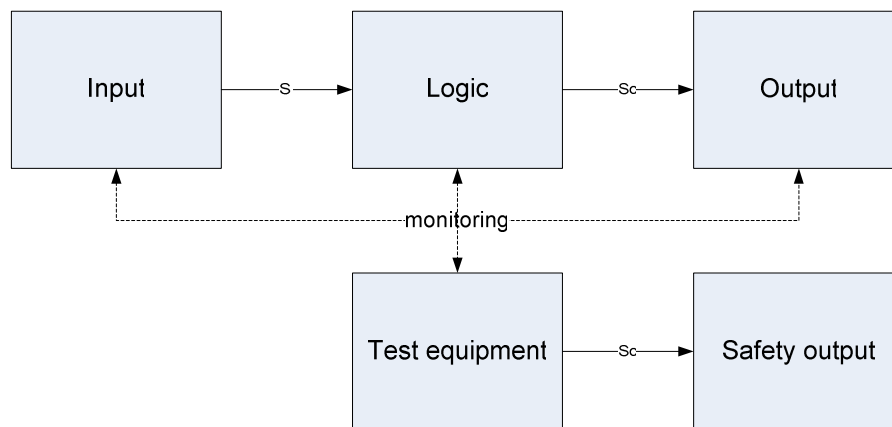 Input
S
Logic
Sc
Output
monitoring
Test equipment
Sc
Safety output